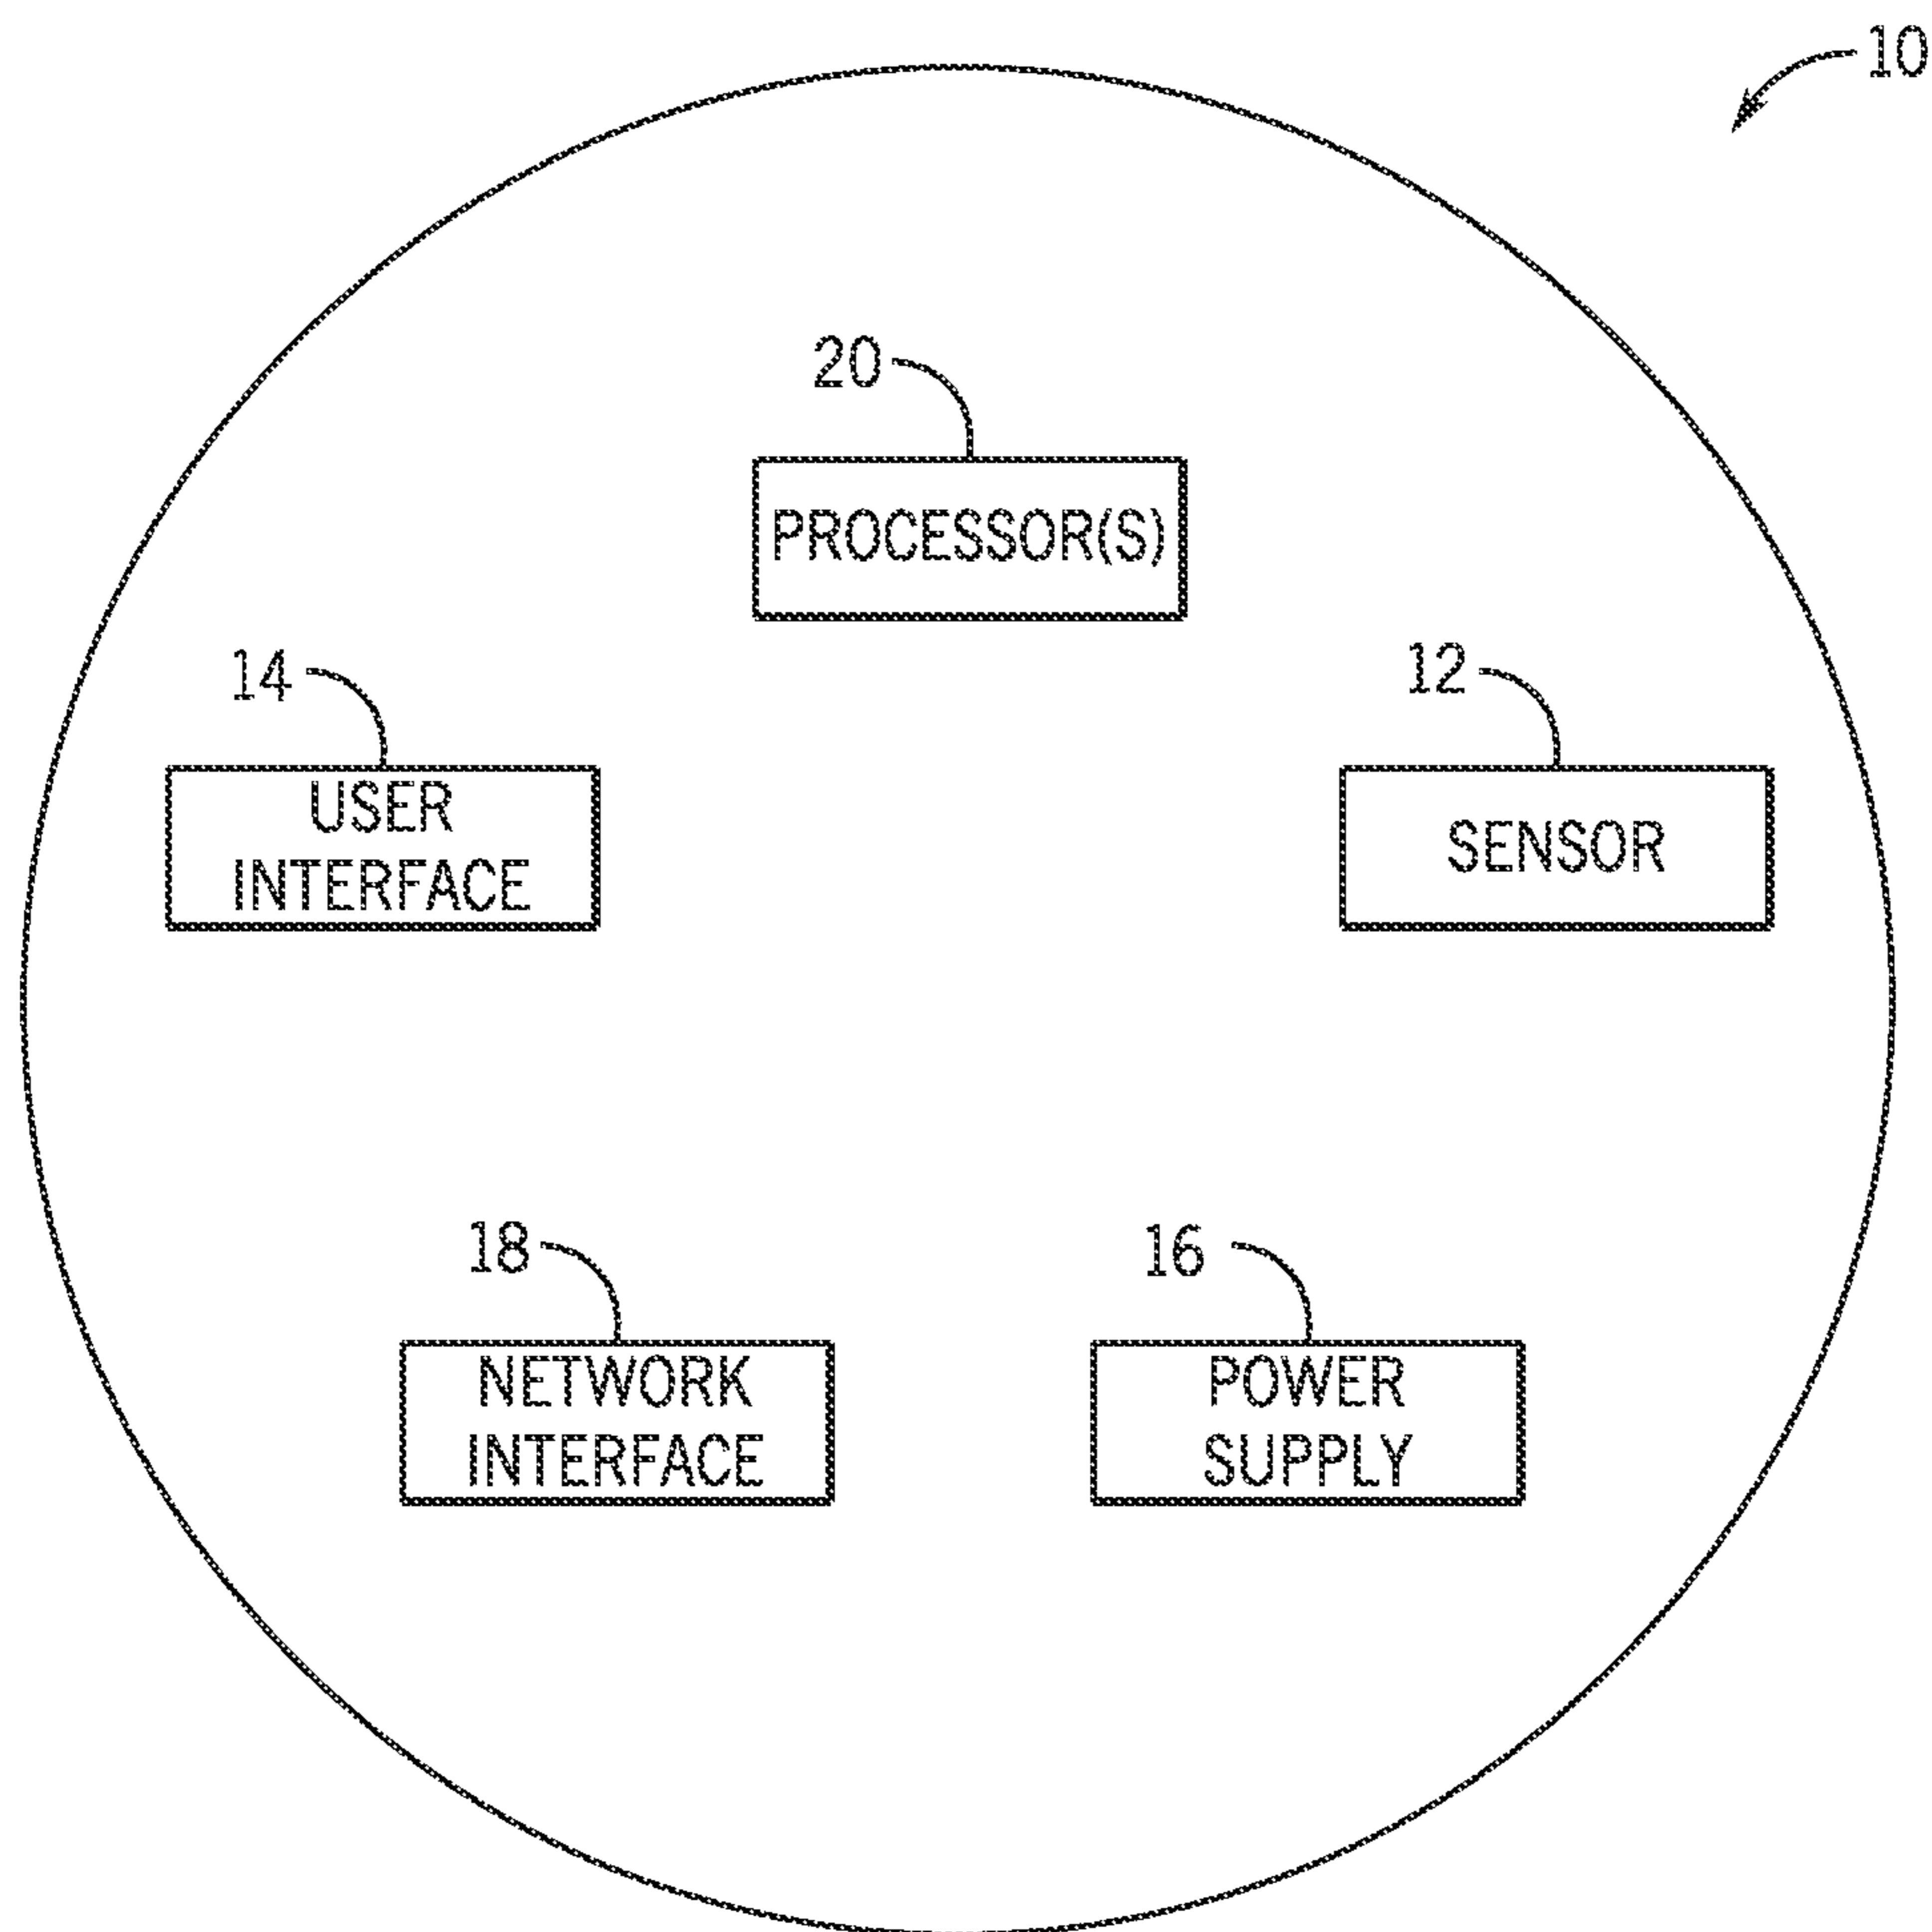 10
20
PROCESSOR(S)
14
USER
INTERFACE
12
SENSOR
18
NETWORK
INTERFACE
16
POWER
SUPPLY